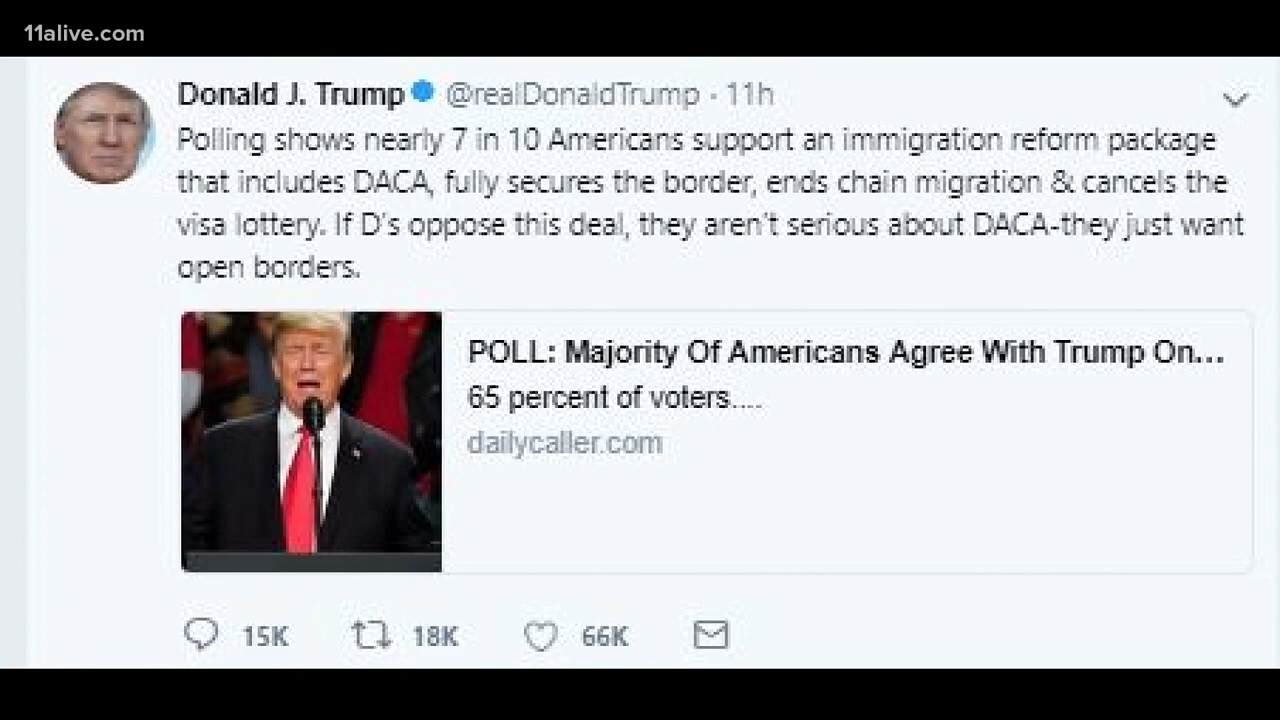 11alive.com
Donald J. Trump @realDonaldTrump · 11h
Polling shows nearly 7 in 10 Americans support an immigration reform package
that includes DACA, fully secures the border, ends chain migration & cancels the
visa lottery. If D's oppose this deal, they aren't serious about DACA-they just want
open borders.
POLL: Majority Of Americans Agree With Trump On...
65 percent of voters....
dailycaller.com
15K 18K 66K